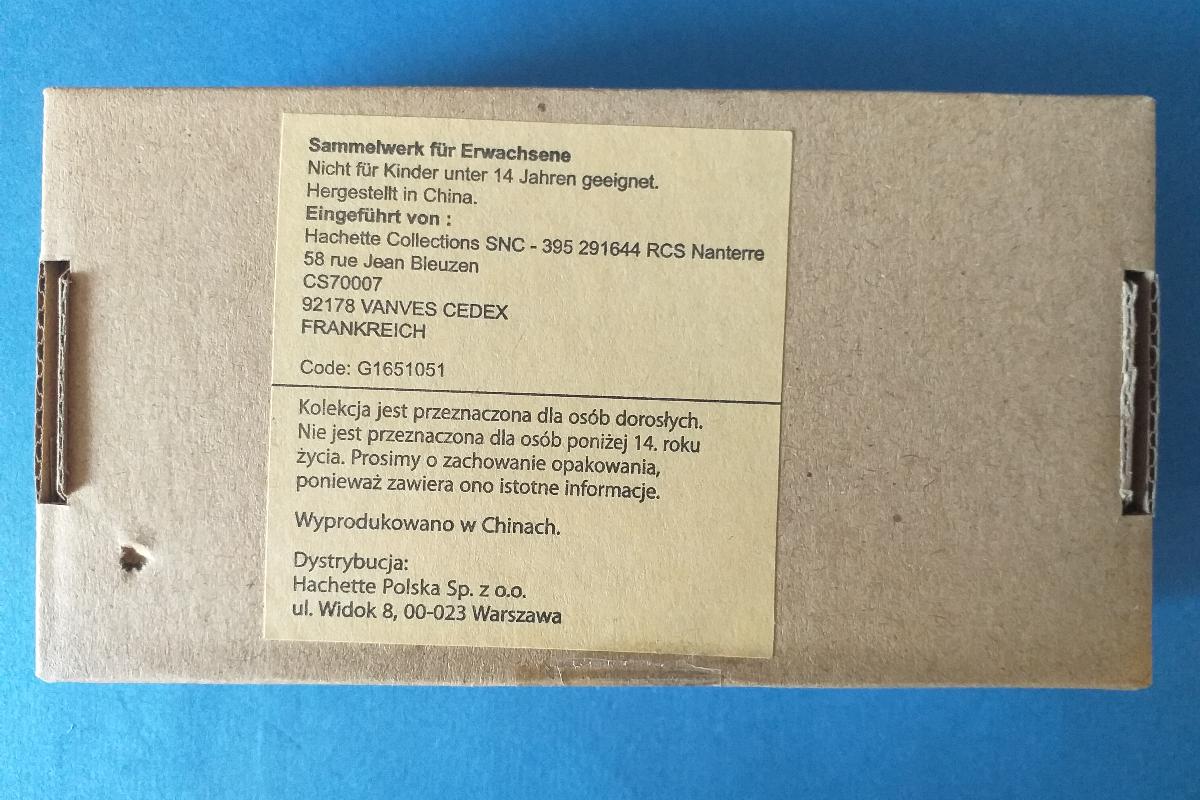 Sammelwerk für Erwachsene
Nicht für Kinder unter 14 Jahren geeignet.
Hergestellt in China.
Eingeführt von :
Hachette Collections SNC - 395 291644 RCS Nanterre
58 rue Jean Bleuzen
CS70007
92178 VANVES CEDEX
FRANKREICH
Code: G1651051
Kolekcja jest przeznaczona dla osób dorosłych.
Nie jest przeznaczona dla osób poniżej 14. roku
życia. Prosimy o zachowanie opakowania,
ponieważ zawiera ono istotne informacje.
Wyprodukowano w Chinach.
Dystrybucja:
Hachette Polska Sp. z o.o.
ul. Widok 8, 00-023 Warszawa